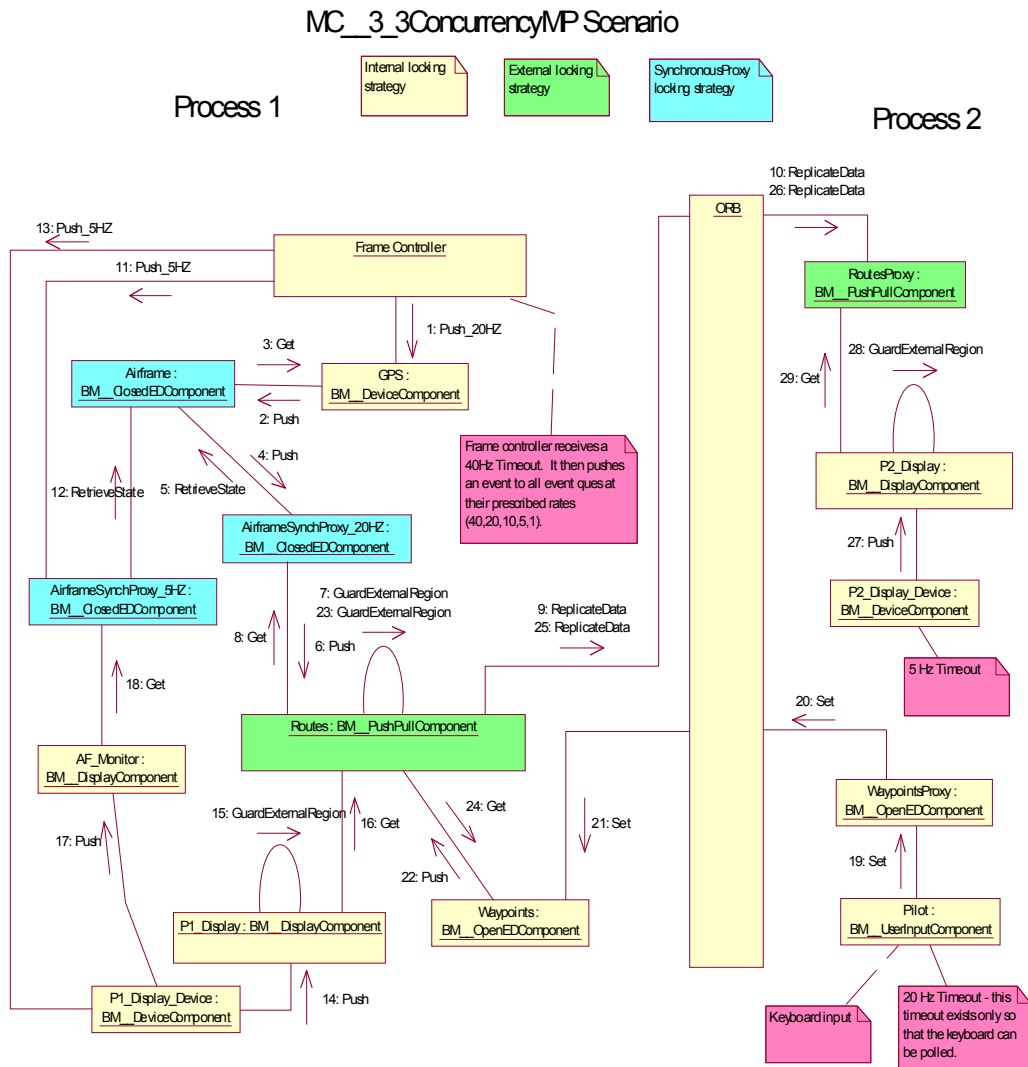 MC__3_3ConcurrencyMP Scenario
Internal locking
strategy
External locking
strategy
SynchronousProxy
locking strategy
Process 1
Process 2
10: ReplicateData
26: ReplicateData
ORB
13: Push_5HZ
Frame Controller
11: Push_5HZ
RoutesProxy :
BM__PushPullComponent
1: Push_20HZ
3: Get
28: GuardExternalRegion
Airframe :
BM__ClosedEDComponent
GPS :
BM__DeviceComponent
29: Get
2: Push
4: Push
Frame controller receives a
40Hz Timeout. It then pushes
an event to all event ques at
their prescribed rates
(40,20,10,5,1).
P2_Display :
BM__DisplayComponent
12: RetrieveState
5: RetrieveState
AirframeSynchProxy_20HZ :
BM__ClosedEDComponent
27: Push
AirframeSynchProxy_5HZ :
BM__ClosedEDComponent
7: GuardExternalRegion
23: GuardExternalRegion
P2_Display_Device :
BM__DeviceComponent
9: ReplicateData
25: ReplicateData
8: Get
6: Push
5 Hz Timeout
18: Get
20: Set
Routes : BM__PushPullComponent
AF_Monitor :
BM__DisplayComponent
WaypointsProxy :
BM__OpenEDComponent
24: Get
15: GuardExternalRegion
16: Get
21: Set
17: Push
19: Set
22: Push
P1_Display : BM__DisplayComponent
Waypoints :
BM__OpenEDComponent
Pilot :
BM__UserInputComponent
P1_Display_Device :
BM__DeviceComponent
14: Push
Keyboard input
20 Hz Timeout - this
timeout exists only so
that the keyboard can
be polled.